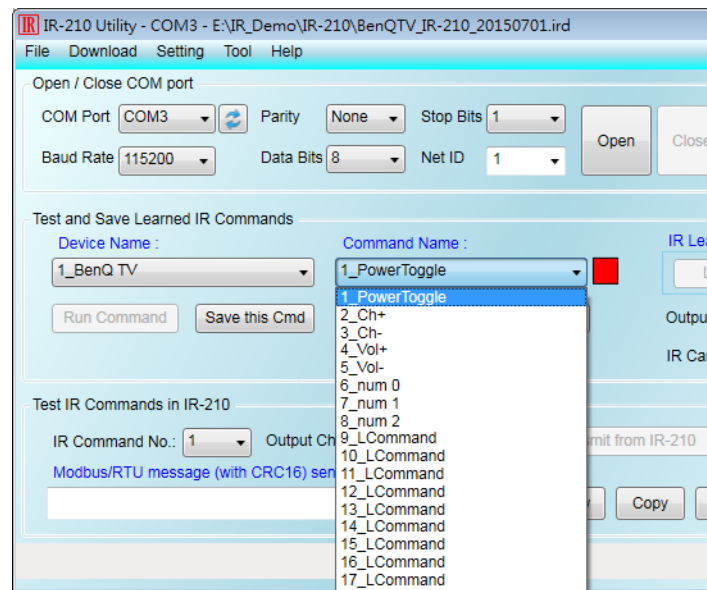 IR IR-210 Utility - COM3 - E:\IR_Demo\IR-210\BenQTV_IR-210_20150701.ird
File Download Setting Tool Help
Open / Close COM port
COM Port COM3 Parity None Stop Bits 1 Open Close
Baud Rate 115200 Data Bits 8 Net ID 1
Test and Save Learned IR Commands
Device Name : Command Name : IR Lea
1_BenQ TV 1_PowerToggle
Run Command Save this Cmd Outpu
IR Ca
1_PowerToggle
2_Ch+
3_Ch-
4_Vol+
5_Vol-
6_num 0
7_num 1
8_num 2
9_LCommand
10_LCommand
11_LCommand
12_LCommand
13_LCommand
14_LCommand
15_LCommand
16_LCommand
17_LCommand
Test IR Commands in IR-210
IR Command No.: 1 Output Ch smit from IR-210
Modbus/RTU message (with CRC16) sen
Copy